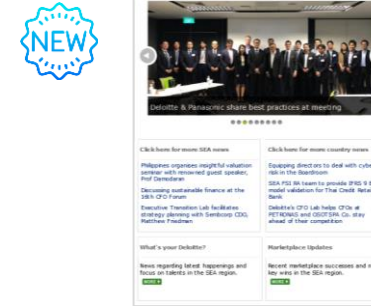 NEW
Deloitte & Panasonic share best practices at meeting
Click here for more SEA news
Click here for more country news
Philippines organises insightful valuation
seminar with renowned guest speaker,
Prof Damodaran
Discussing sustainable finance at the
16th CFO Forum
Executive Transition Lab facilitates
strategy planning with Sembcorp CDO,
Matthew Friedman
Equipping directors to deal with cyber
risk in the Boardroom
SEA FSI RA team to provide IFRS 9 E
model validation for Thai Credit Reta
Bank
Deloitte's CFO Lab helps CFOs at
PETRONAS and
Co. stay
ahead of their competition
What's your Deloitte?
Marketplace Updates
News regarding latest happenings and
focus on talents in the SEA region.
MORE
Recent marketplace successes and
key wins in the SEA region.
MORE